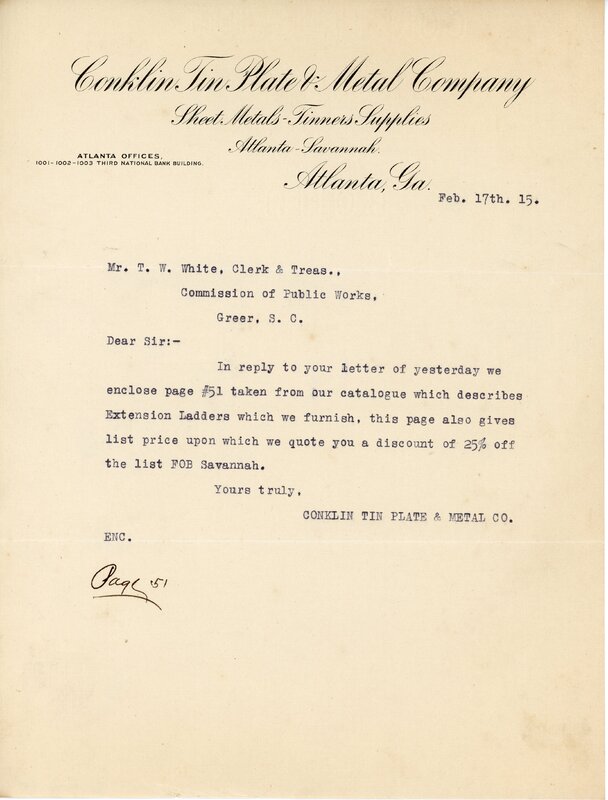 Conklin Tin Plate & Metal Company
Sheet Metals-Tinners Supplies
Atlanta-Savannah.
ATLANTA OFFICES,
1001-1002-1003 THIRD NATIONAL BANK BUILDING.
Atlanta, Ga.
Feb. 17th. 15.
Mr. T. W. White, Clerk & Treas.,
Commission of Public Works,
Greer, S. C.
Dear Sir:-
In reply to your letter of yesterday we
enclose page #51 taken from our catalogue which describes
Extension Ladders which we furnish, this page also gives
list price upon which we quote you a discount of 25% off
the list FOB Savannah.
Yours truly,
CONKLIN TIN PLATE & METAL CO.
ENC.
Page 51